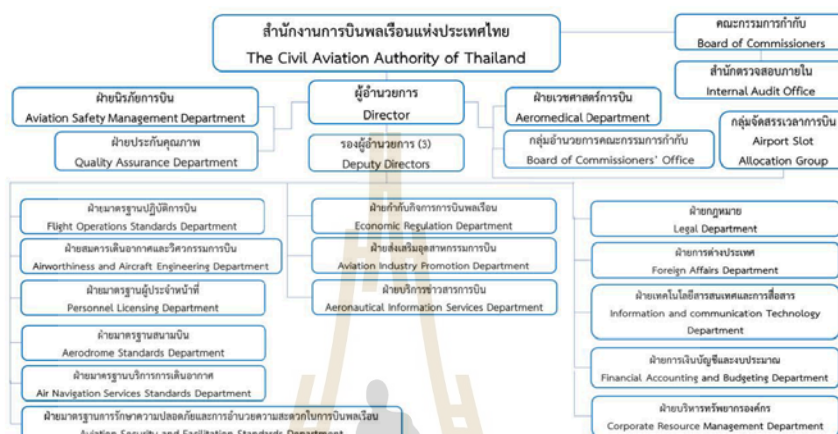 สำนักงานการบินพลเรือนแห่งประเทศไทย
The Civil Aviation Authority of Thailand
คณะกรรมการกำกับ
Board of Commissioners
สำนักตรวจสอบภายใน
Internal Audit Office
ฝ่ายนิรภัยการบิน
Aviation Safety Management Department
ผู้อำนวยการ
Director
ฝ่ายเวชศาสตร์การบิน
Aeromedical Department
กลุ่มจัดสรรเวลาการบิน
Airport Slot
Allocation Group
ฝ่ายประกันคุณภาพ
Quality Assurance Department
รองผู้อำนวยการ (3)
Deputy Directors
กลุ่มอำนวยการคณะกรรมการกำกับ
Board of Commissioners' Office
ฝ่ายมาตรฐานปฏิบัติการบิน
Flight Operations Standards Department
ฝ่ายสมควรเดินอากาศและวิศวกรรมการบิน
Airworthiness and Aircraft Engineering Department
ฝ่ายมาตรฐานผู้ประจำหน้าที่
Personnel Licensing Department
ฝ่ายมาตรฐานสนามบิน
Aerodrome Standards Department
ฝ่ายมาตรฐานบริการการเดินอากาศ
Air Navigation Services Standards Department
ฝ่ายมาตรฐานการรักษาความปลอดภัยและการอำนวยความสะดวกในการบินพลเรือน
Aviation Security and Facilitation Standards Department
ฝ่ายกำกับกิจการการบินพลเรือน
Economic Regulation Department
ฝ่ายส่งเสริมอุตสาหกรรมการบิน
Aviation Industry Promotion Department
ฝ่ายบริการข่าวสารการบิน
Aeronautical Information Services Department
ฝ่ายกฎหมาย
Legal Department
ฝ่ายการต่างประเทศ
Foreign Affairs Department
ฝ่ายเทคโนโลยีสารสนเทศและการสื่อสาร
Information and communication Technology
Department
ฝ่ายการเงินบัญชีและงบประมาณ
Financial Accounting and Budgeting Department
ฝ่ายบริหารทรัพยากรองค์กร
Corporate Resource Management Department